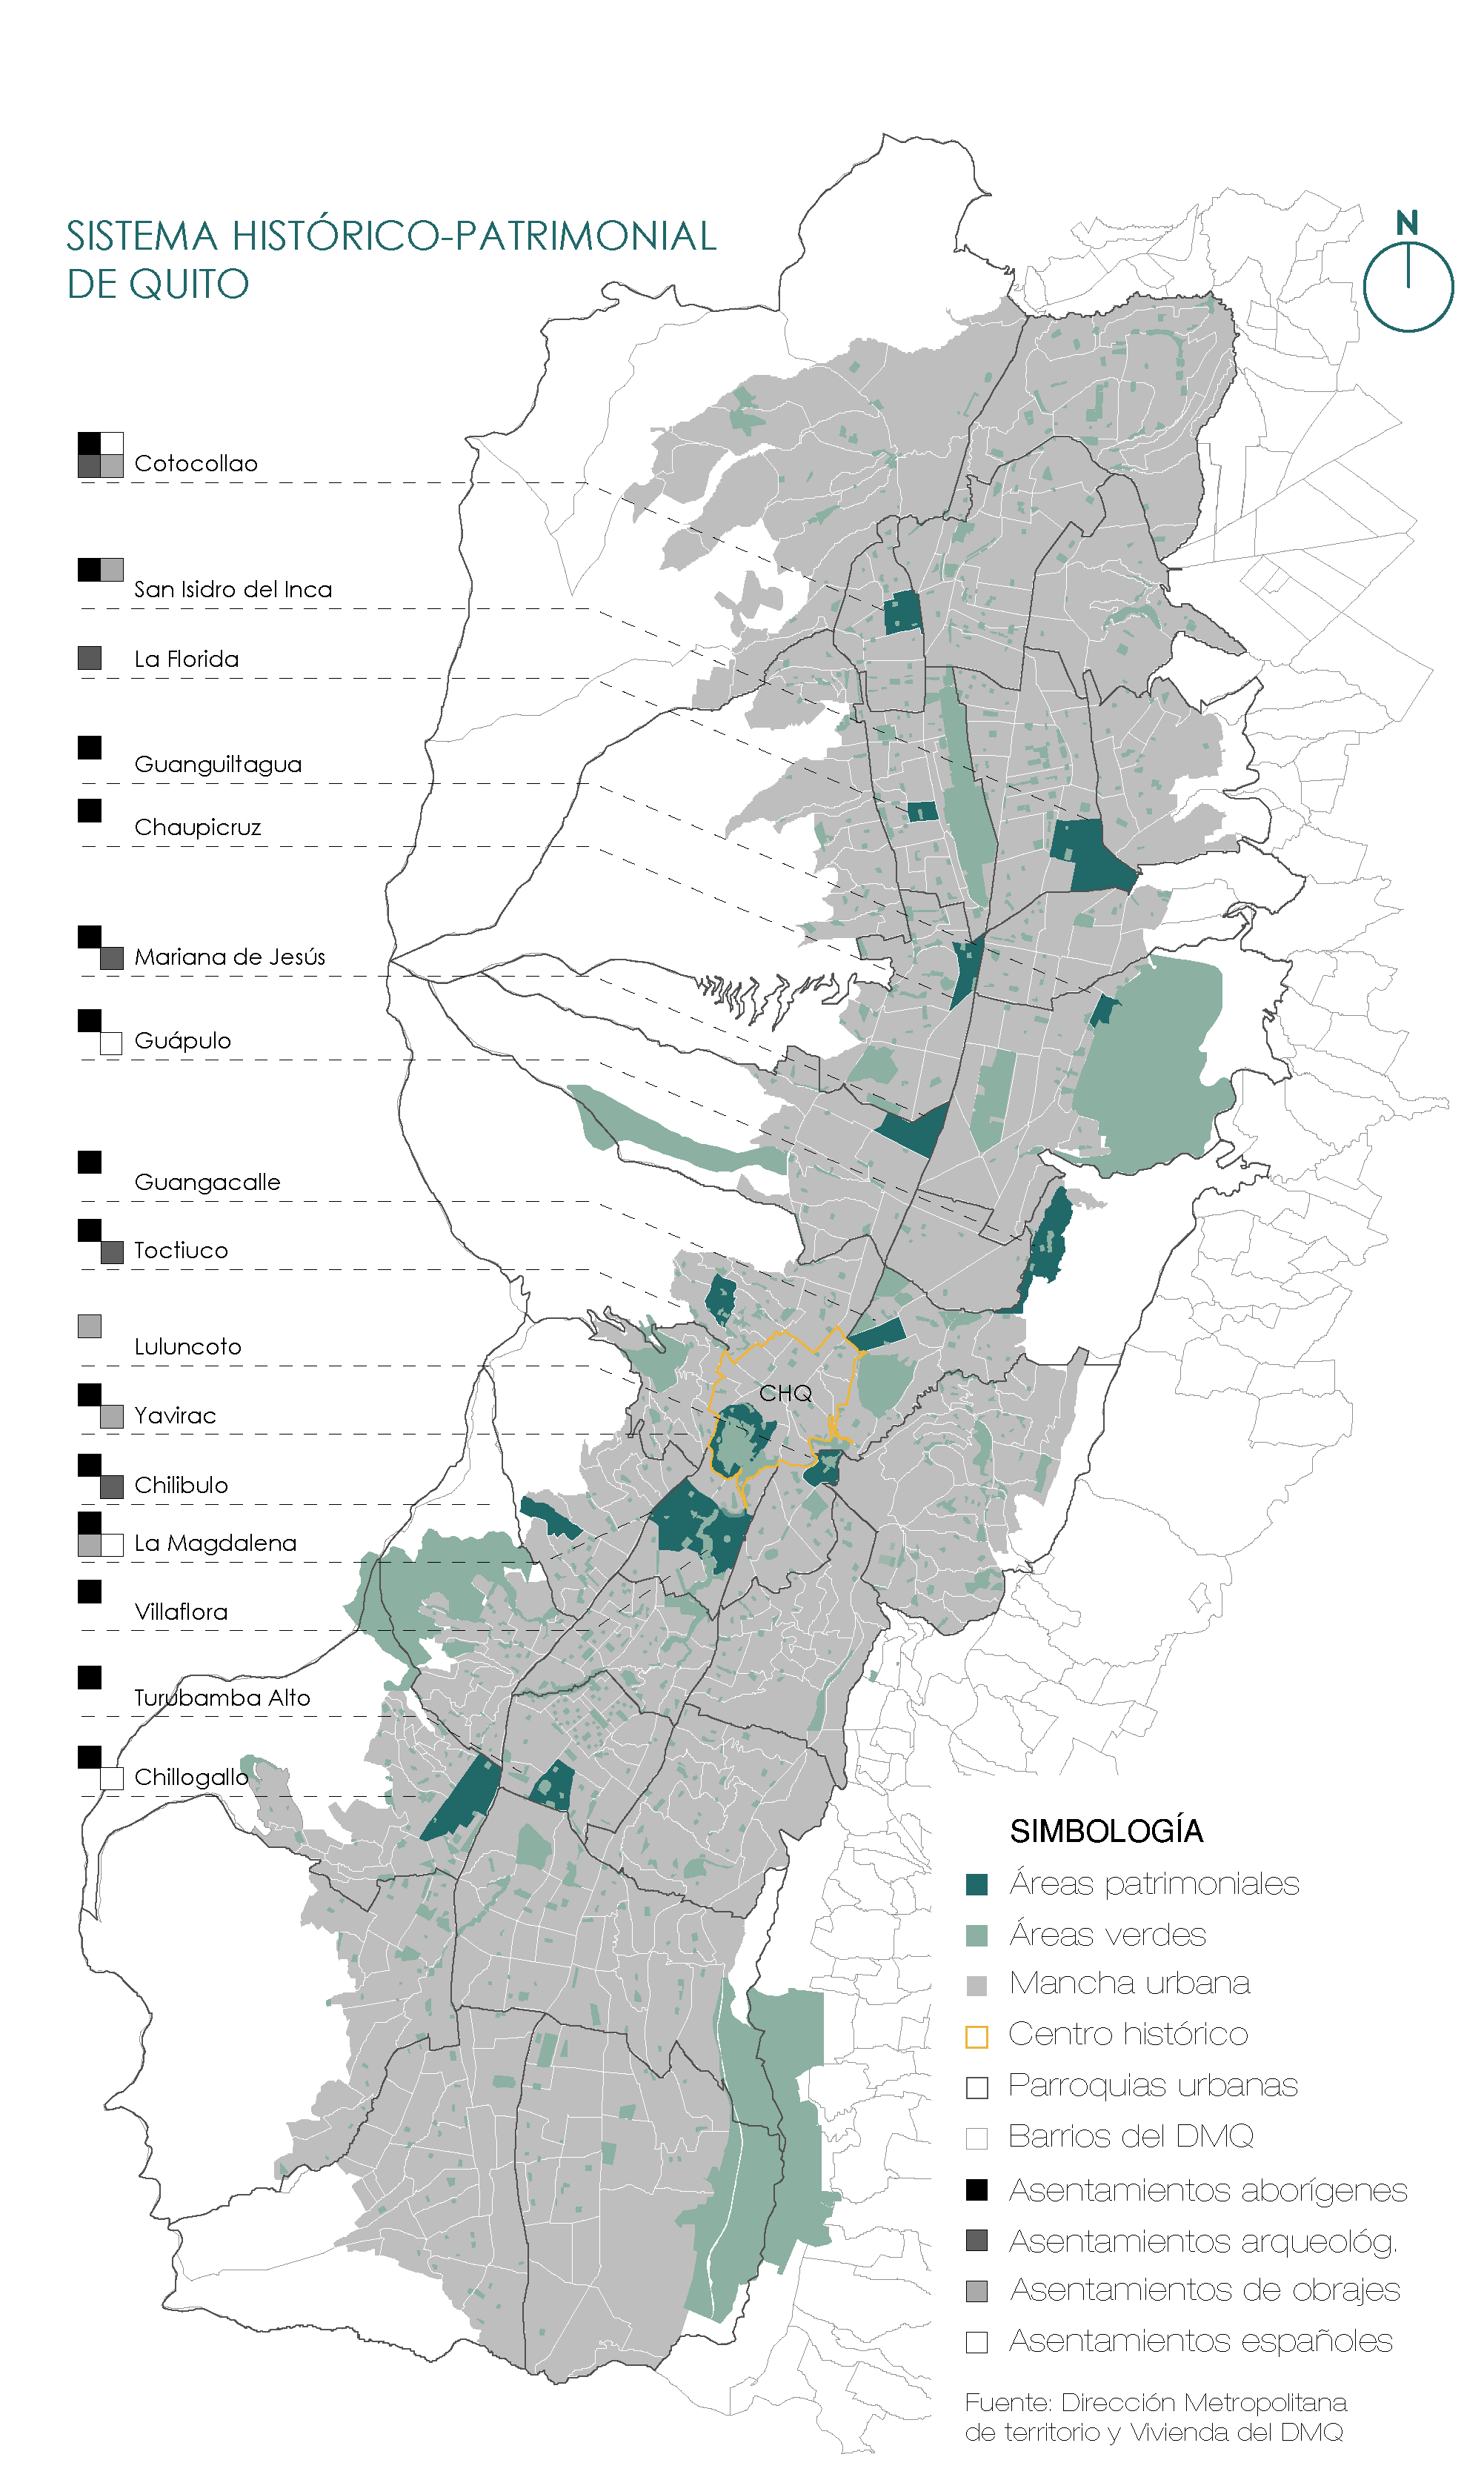 SISTEMA HISTÓRICO-PATRIMONIAL
DE QUITO
N
Cotocollao
San Isidro del Inca
La Florida
Guanguiltagua
Chaupicruz
Mariana de Jesús
Guápulo
Guangacalle
Toctiuco
Luluncoto
Yavirac
Chilibulo
La Magdalena
Villaflora
Turubamba Alto
Chillogallo
CHQ
SIMBOLOGÍA
Áreas patrimoniales
Áreas verdes
Mancha urbana
Centro histórico
Parroquias urbanas
Barrios del DMQ
Asentamientos aborígenes
Asentamientos arqueológ.
Asentamientos de obrajes
Asentamientos españoles
Fuente: Dirección Metropolitana
de territorio y Vivienda del DMQ